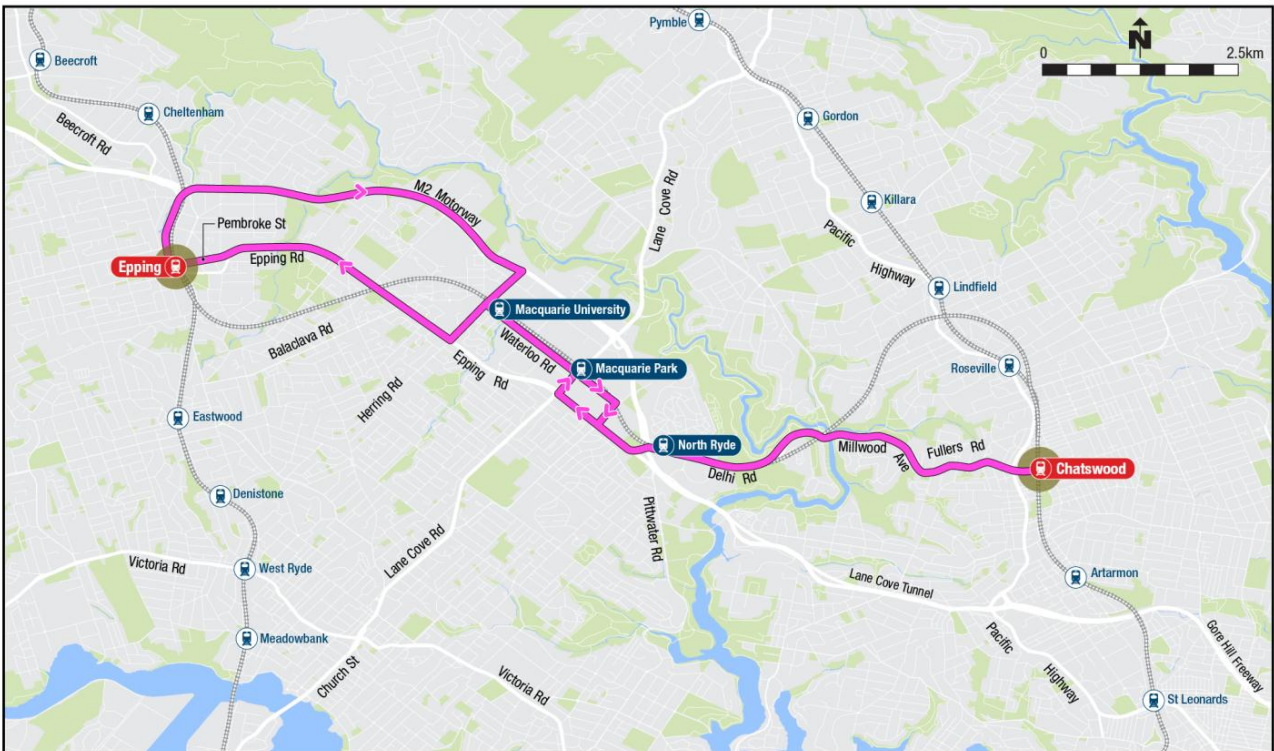 Pymble
N
0
2.5km
Beecroft
Cheltenham
Gordon
Beecroft Rd
Lane Cove Rd
M2 Motorway
Killara
Pembroke St
Pacific
Highway
Epping
Epping Rd
Lindfield
Macquarie University
Balaclava Rd
Waterloo Rd
Epping Rd
Macquarie Park
Roseville
Herring Rd
Eastwood
North Ryde
Millwood Ave
Fullers Rd
Delhi Rd
Chatswood
Denistone
Pittwater Rd
Lane Cove Rd
Victoria Rd
West Ryde
Lane Cove Tunnel
Artarmon
Meadowbank
Church St
Victoria Rd
Pacific
Highway
Gore Hill Freeway
St Leonards